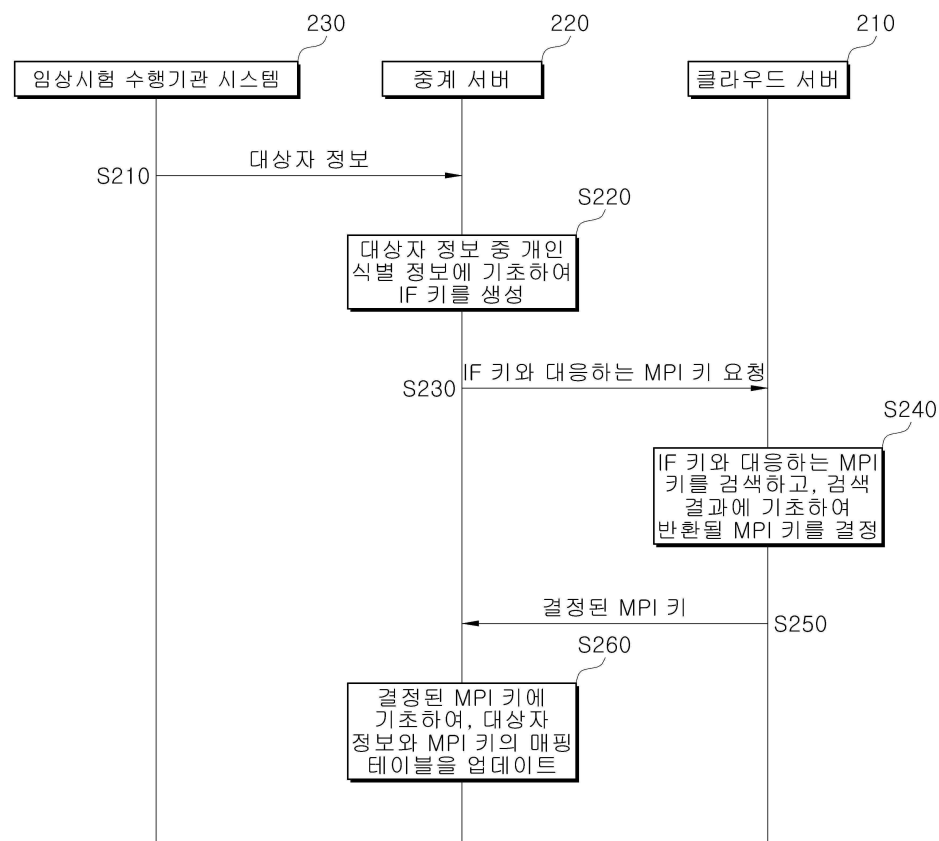 230
220
210
임상시험 수행기관 시스템
중계 서버
클라우드 서버
대상자 정보
S210
S220
대상자 정보 중 개인
식별 정보에 기초하여
IF 키를 생성
IF 키와 대응하는 MPI 키 요청
S230
S240
IF 키와 대응하는 MPI
키를 검색하고, 검색
결과에 기초하여
반환될 MPI 키를 결정
결정된 MPI 키
S250
S260
결정된 MPI 키에
기초하여, 대상자
정보와 MPI 키의 매핑
테이블을 업데이트